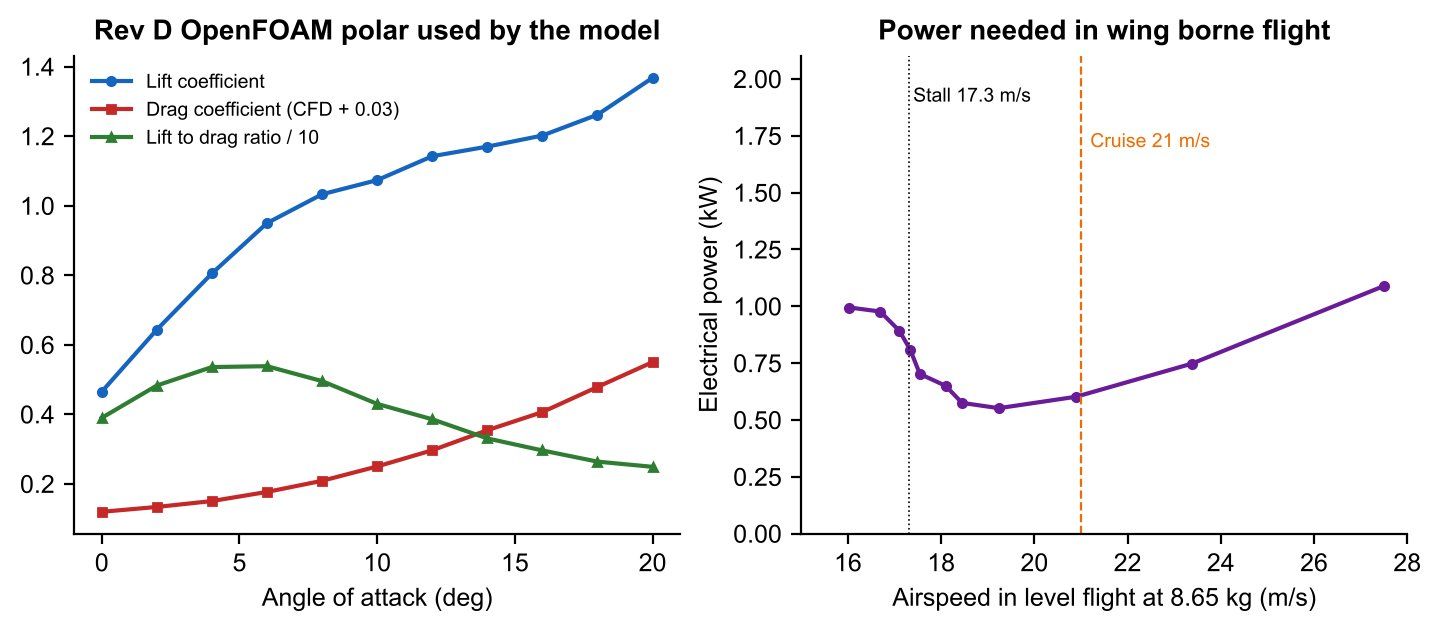 Rev D OpenFOAM polar used by the model
1.4
1.2
1.0
0.8
0.6
0.4
0.2
Lift coefficient
Drag coefficient (CFD + 0.03)
Lift to drag ratio / 10
0
5
10
15
20
Angle of attack (deg)
Power needed in wing borne flight
Electrical power (kW)
2.00
1.75
1.50
1.25
1.00
0.75
0.50
0.25
0.00
Stall 17.3 m/s
Cruise 21 m/s
16
18
20
22
24
26
28
Airspeed in level flight at 8.65 kg (m/s)